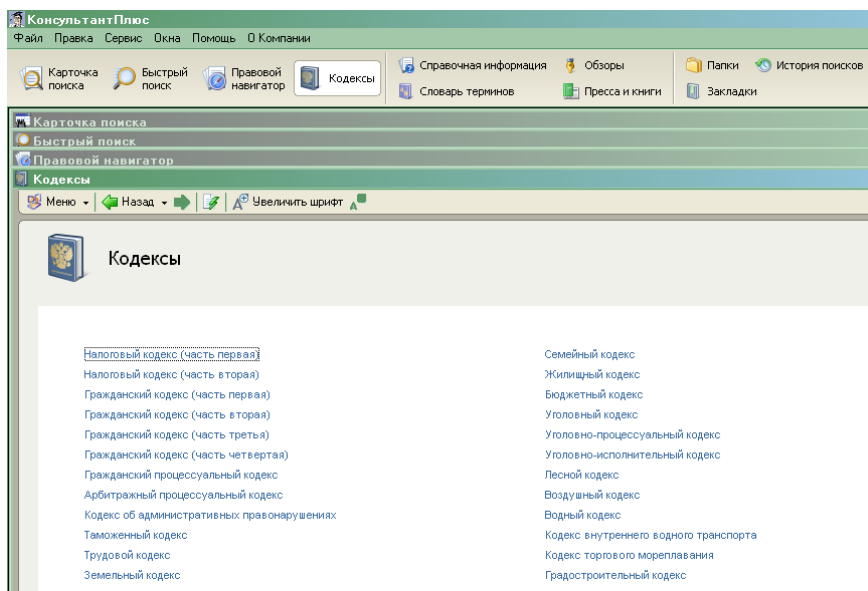 КонсультантПлюс
Файл Правка Сервис Окна Помощь О Компании
Карточка поиска
Быстрый поиск
Правовой навигатор
Кодексы
Справочная информация
Обзоры
Папки
История поисков
Словарь терминов
Пресса и книги
Закладки
Карточка поиска
Быстрый поиск
Правовой навигатор
Кодексы
Меню Назад Увеличить шрифт
Кодексы
Налоговый кодекс (часть первая)
Налоговый кодекс (часть вторая)
Гражданский кодекс (часть первая)
Гражданский кодекс (часть вторая)
Гражданский кодекс (часть третья)
Гражданский кодекс (часть четвертая)
Гражданский процессуальный кодекс
Арбитражный процессуальный кодекс
Кодекс об административных правонарушениях
Таможенный кодекс
Трудовой кодекс
Земельный кодекс
Семейный кодекс
Жилищный кодекс
Бюджетный кодекс
Уголовный кодекс
Уголовно-процессуальный кодекс
Уголовно-исполнительный кодекс
Лесной кодекс
Воздушный кодекс
Водный кодекс
Кодекс внутреннего водного транспорта
Кодекс торгового мореплавания
Градостроительный кодекс